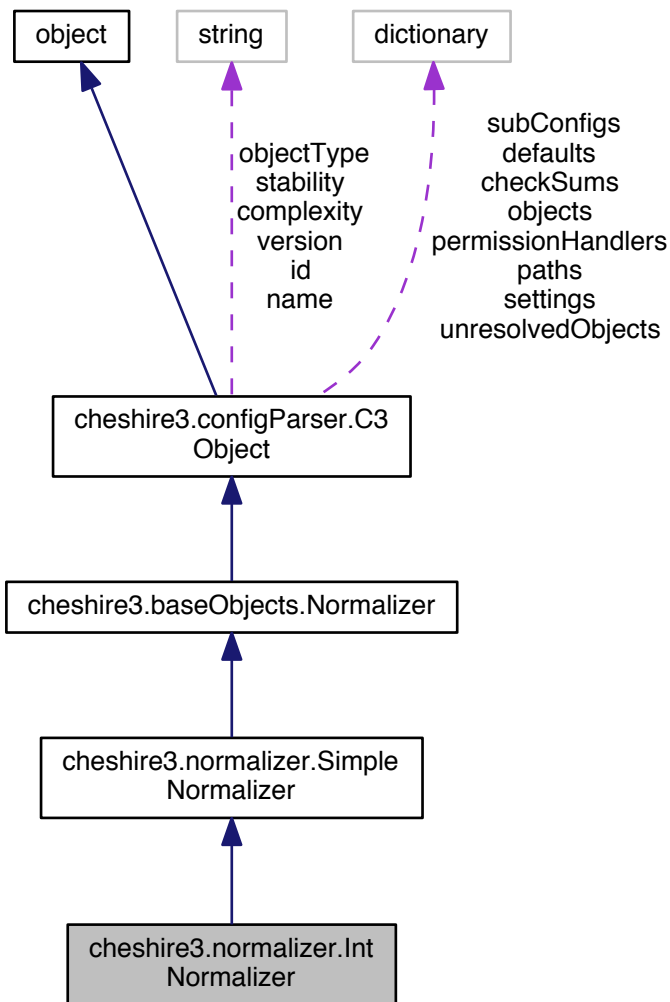 object
string
dictionary
objectType
stability
complexity
version
id
name
subConfigs
defaults
checkSums
objects
permissionHandlers
paths
settings
unresolvedObjects
cheshire3.configParser.C3
Object
cheshire3.baseObjects.Normalizer
cheshire3.normalizer.Simple
Normalizer
cheshire3.normalizer.Int
Normalizer